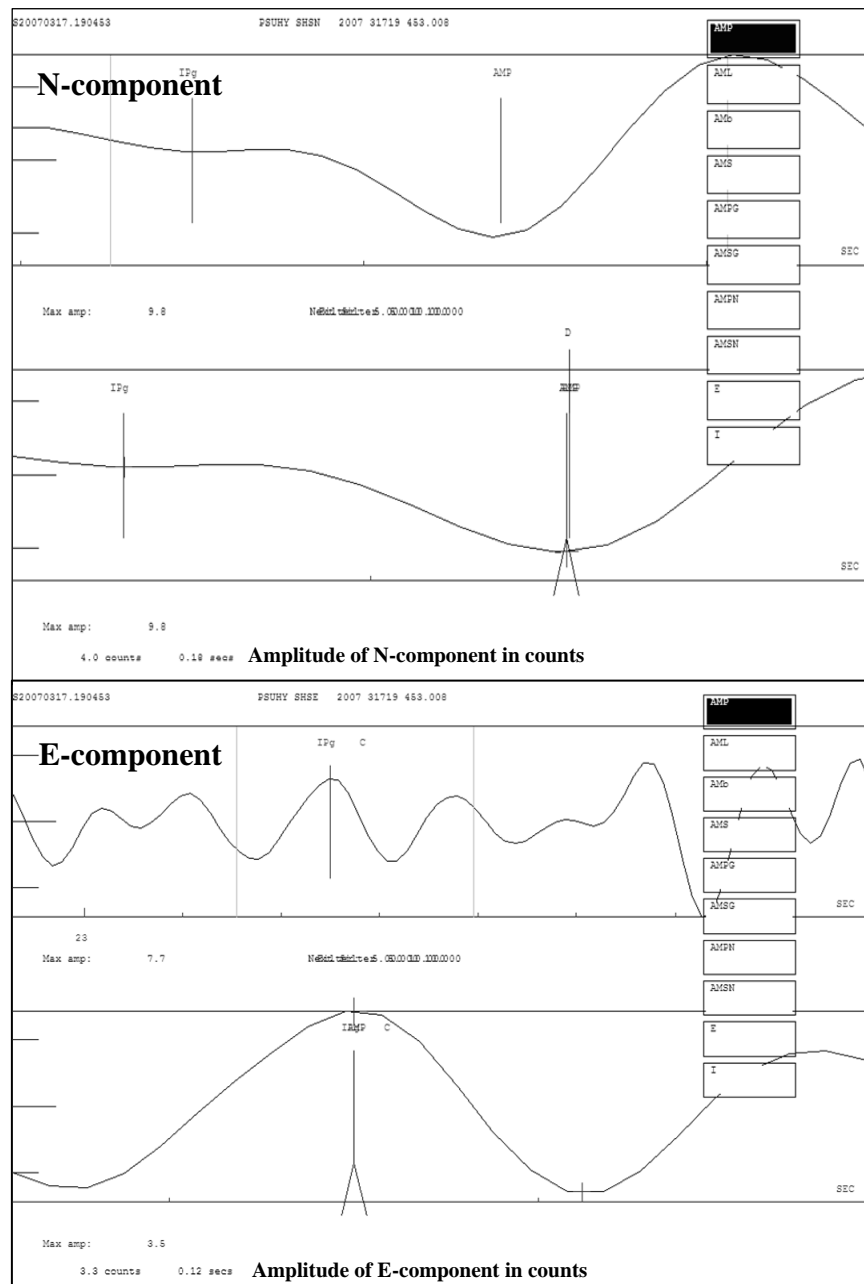 S20070317.190453 PSUHY SHSN 2007 31719 453.008
AMP
N-component
IPg AMP
AML
AMb
AMS
AMPG
AMSG
SEC
AMPN
Max amp: 9.8
AMSN
D
E
IPg
I
SEC
Max amp: 9.8
4.0 counts 0.18 secs Amplitude of N-component in counts
S20070317.190453 PSUHY SHSE 2007 31719 453.008
AMP
E-component
IPg C
AML
AMb
AMS
AMPG
AMSG
SEC
23
Max amp: 7.7
AMPN
AMSN
C
E
I
SEC
Max amp: 3.5
3.3 counts 0.12 secs Amplitude of E-component in counts